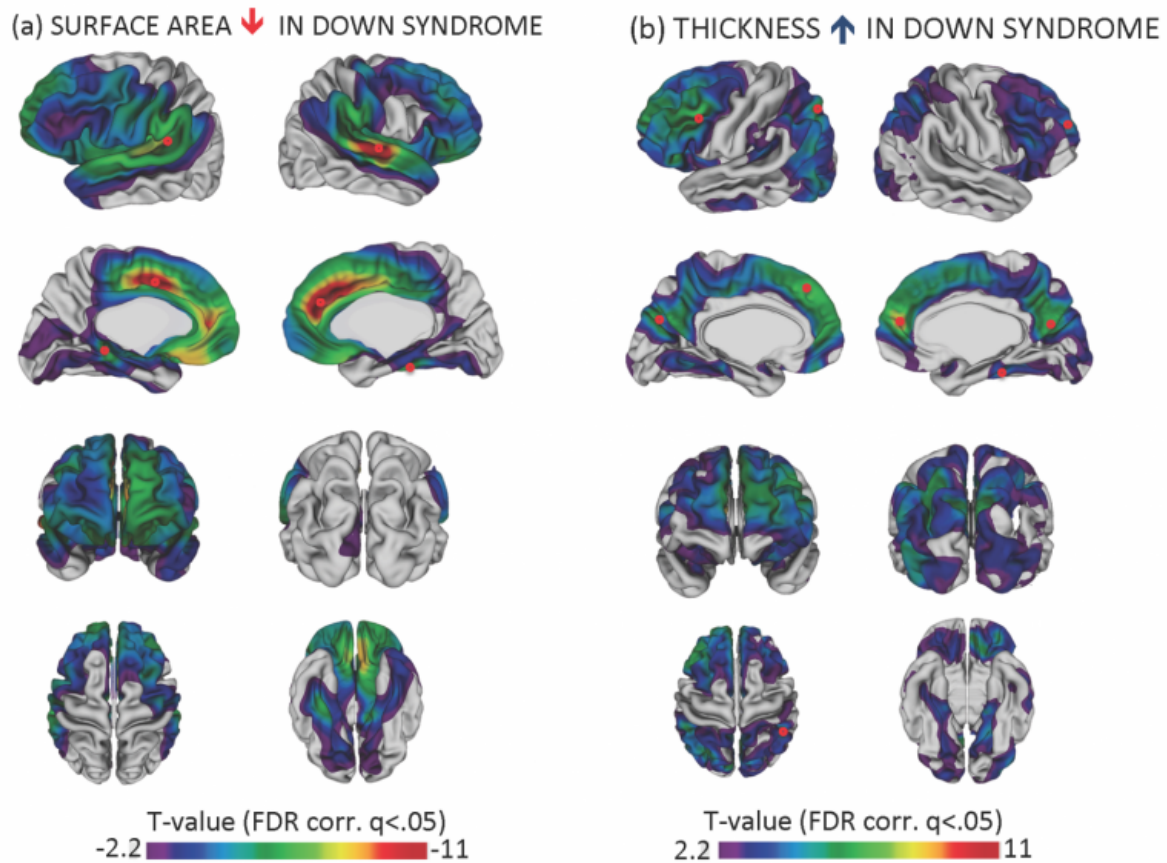 (a) SURFACE AREA ↓ IN DOWN SYNDROME
(b) THICKNESS ↑ IN DOWN SYNDROME
T-value (FDR corr. q<.05)
-2.2 -11
T-value (FDR corr. q<.05)
2.2 11